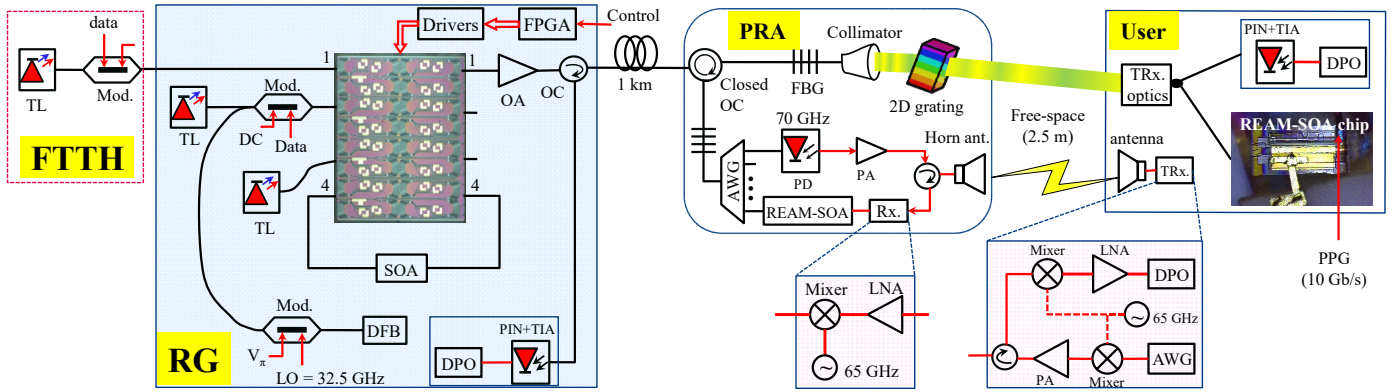 data
TL
Mod.
FTTH
TL
Mod.
DC
Data
TL
1
4
1
4
SOA
Drivers
FPGA
Control
OA
OC
1 km
Mod.
DFB
Vπ
LO = 32.5 GHz
RG
PIN+TIA
DPO
PRA
Closed
OC
FBG
Collimator
2D grating
AWG
70 GHz
PD
PA
Horn ant.
REAM-SOA
Rx.
Mixer
LNA
65 GHz
Free-space
(2.5 m)
User
TRx.
optics
PIN+TIA
DPO
REAM-SOA chip
antenna
TRx.
PPG
(10 Gb/s)
Mixer
LNA
DPO
65 GHz
PA
Mixer
AWG